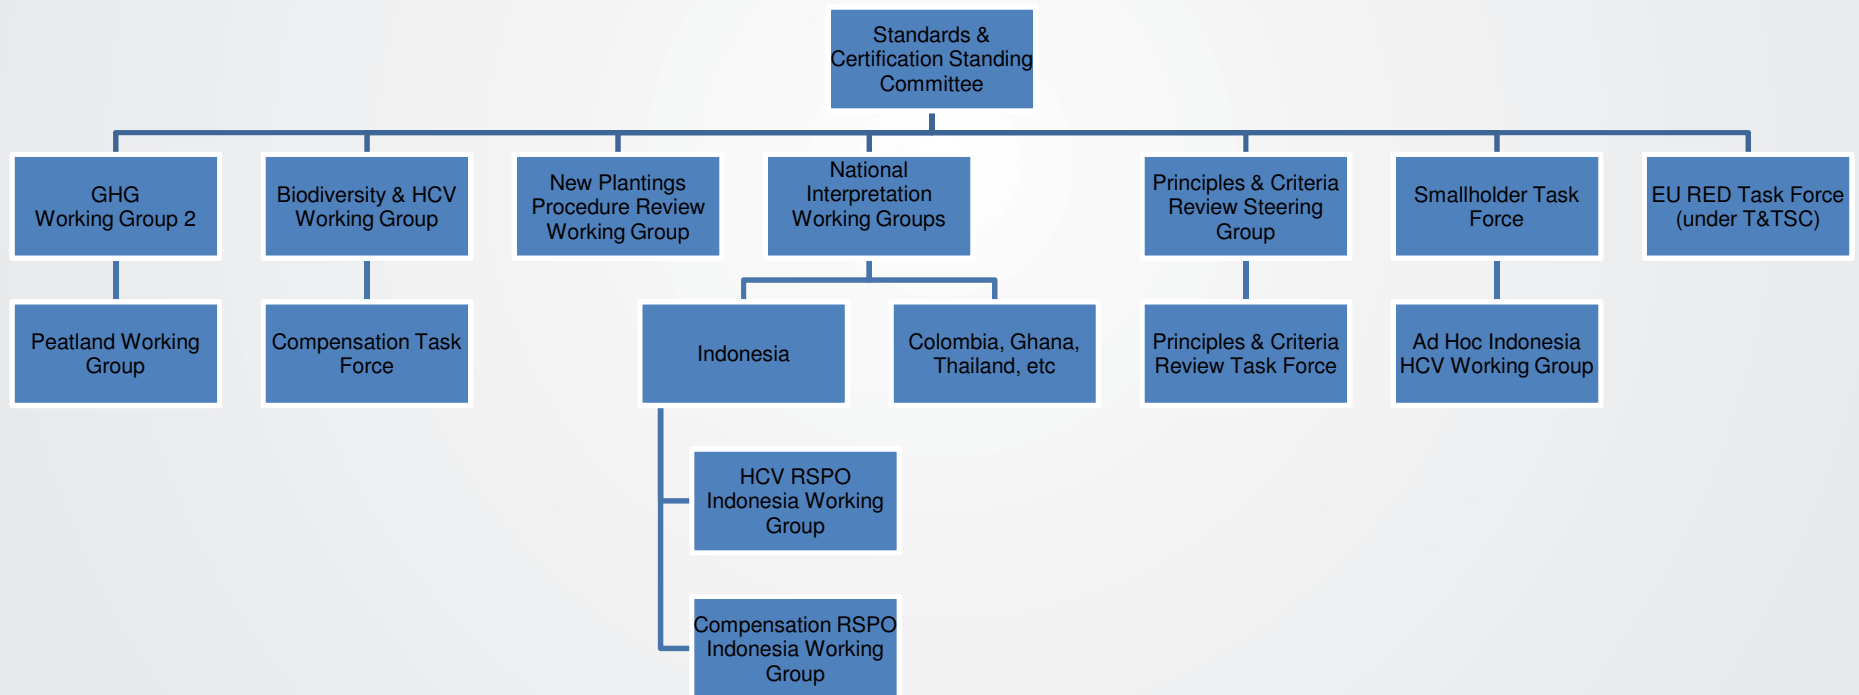 Standards &
Certification Standing
Committee
GHG
Working Group 2
Biodiversity & HCV
Working Group
New Plantings
Procedure Review
Working Group
National
Interpretation
Working Groups
Principles & Criteria
Review Steering
Group
Smallholder Task
Force
EU RED Task Force
(under T&TSC)
Peatland Working
Group
Compensation Task
Force
Indonesia
Colombia, Ghana,
Thailand, etc
Principles & Criteria
Review Task Force
Ad Hoc Indonesia
HCV Working Group
HCV RSPO
Indonesia Working
Group
Compensation RSPO
Indonesia Working
Group